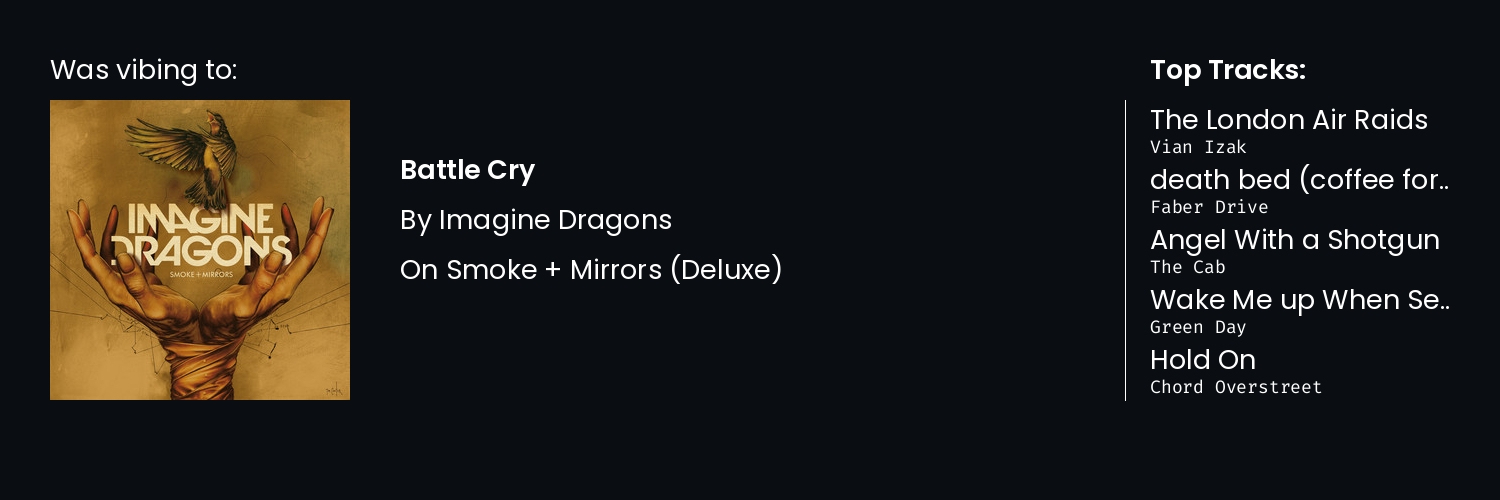 Was vibing to:
IMAGINE
DRAGONS
SMOKE + MIRRORS
Battle Cry
By Imagine Dragons
On Smoke + Mirrors (Deluxe)
Top Tracks:
The London Air Raids
Vian Izak
death bed (coffee for..
Faber Drive
Angel With a Shotgun
The Cab
Wake Me up When Se..
Green Day
Hold On
Chord Overstreet